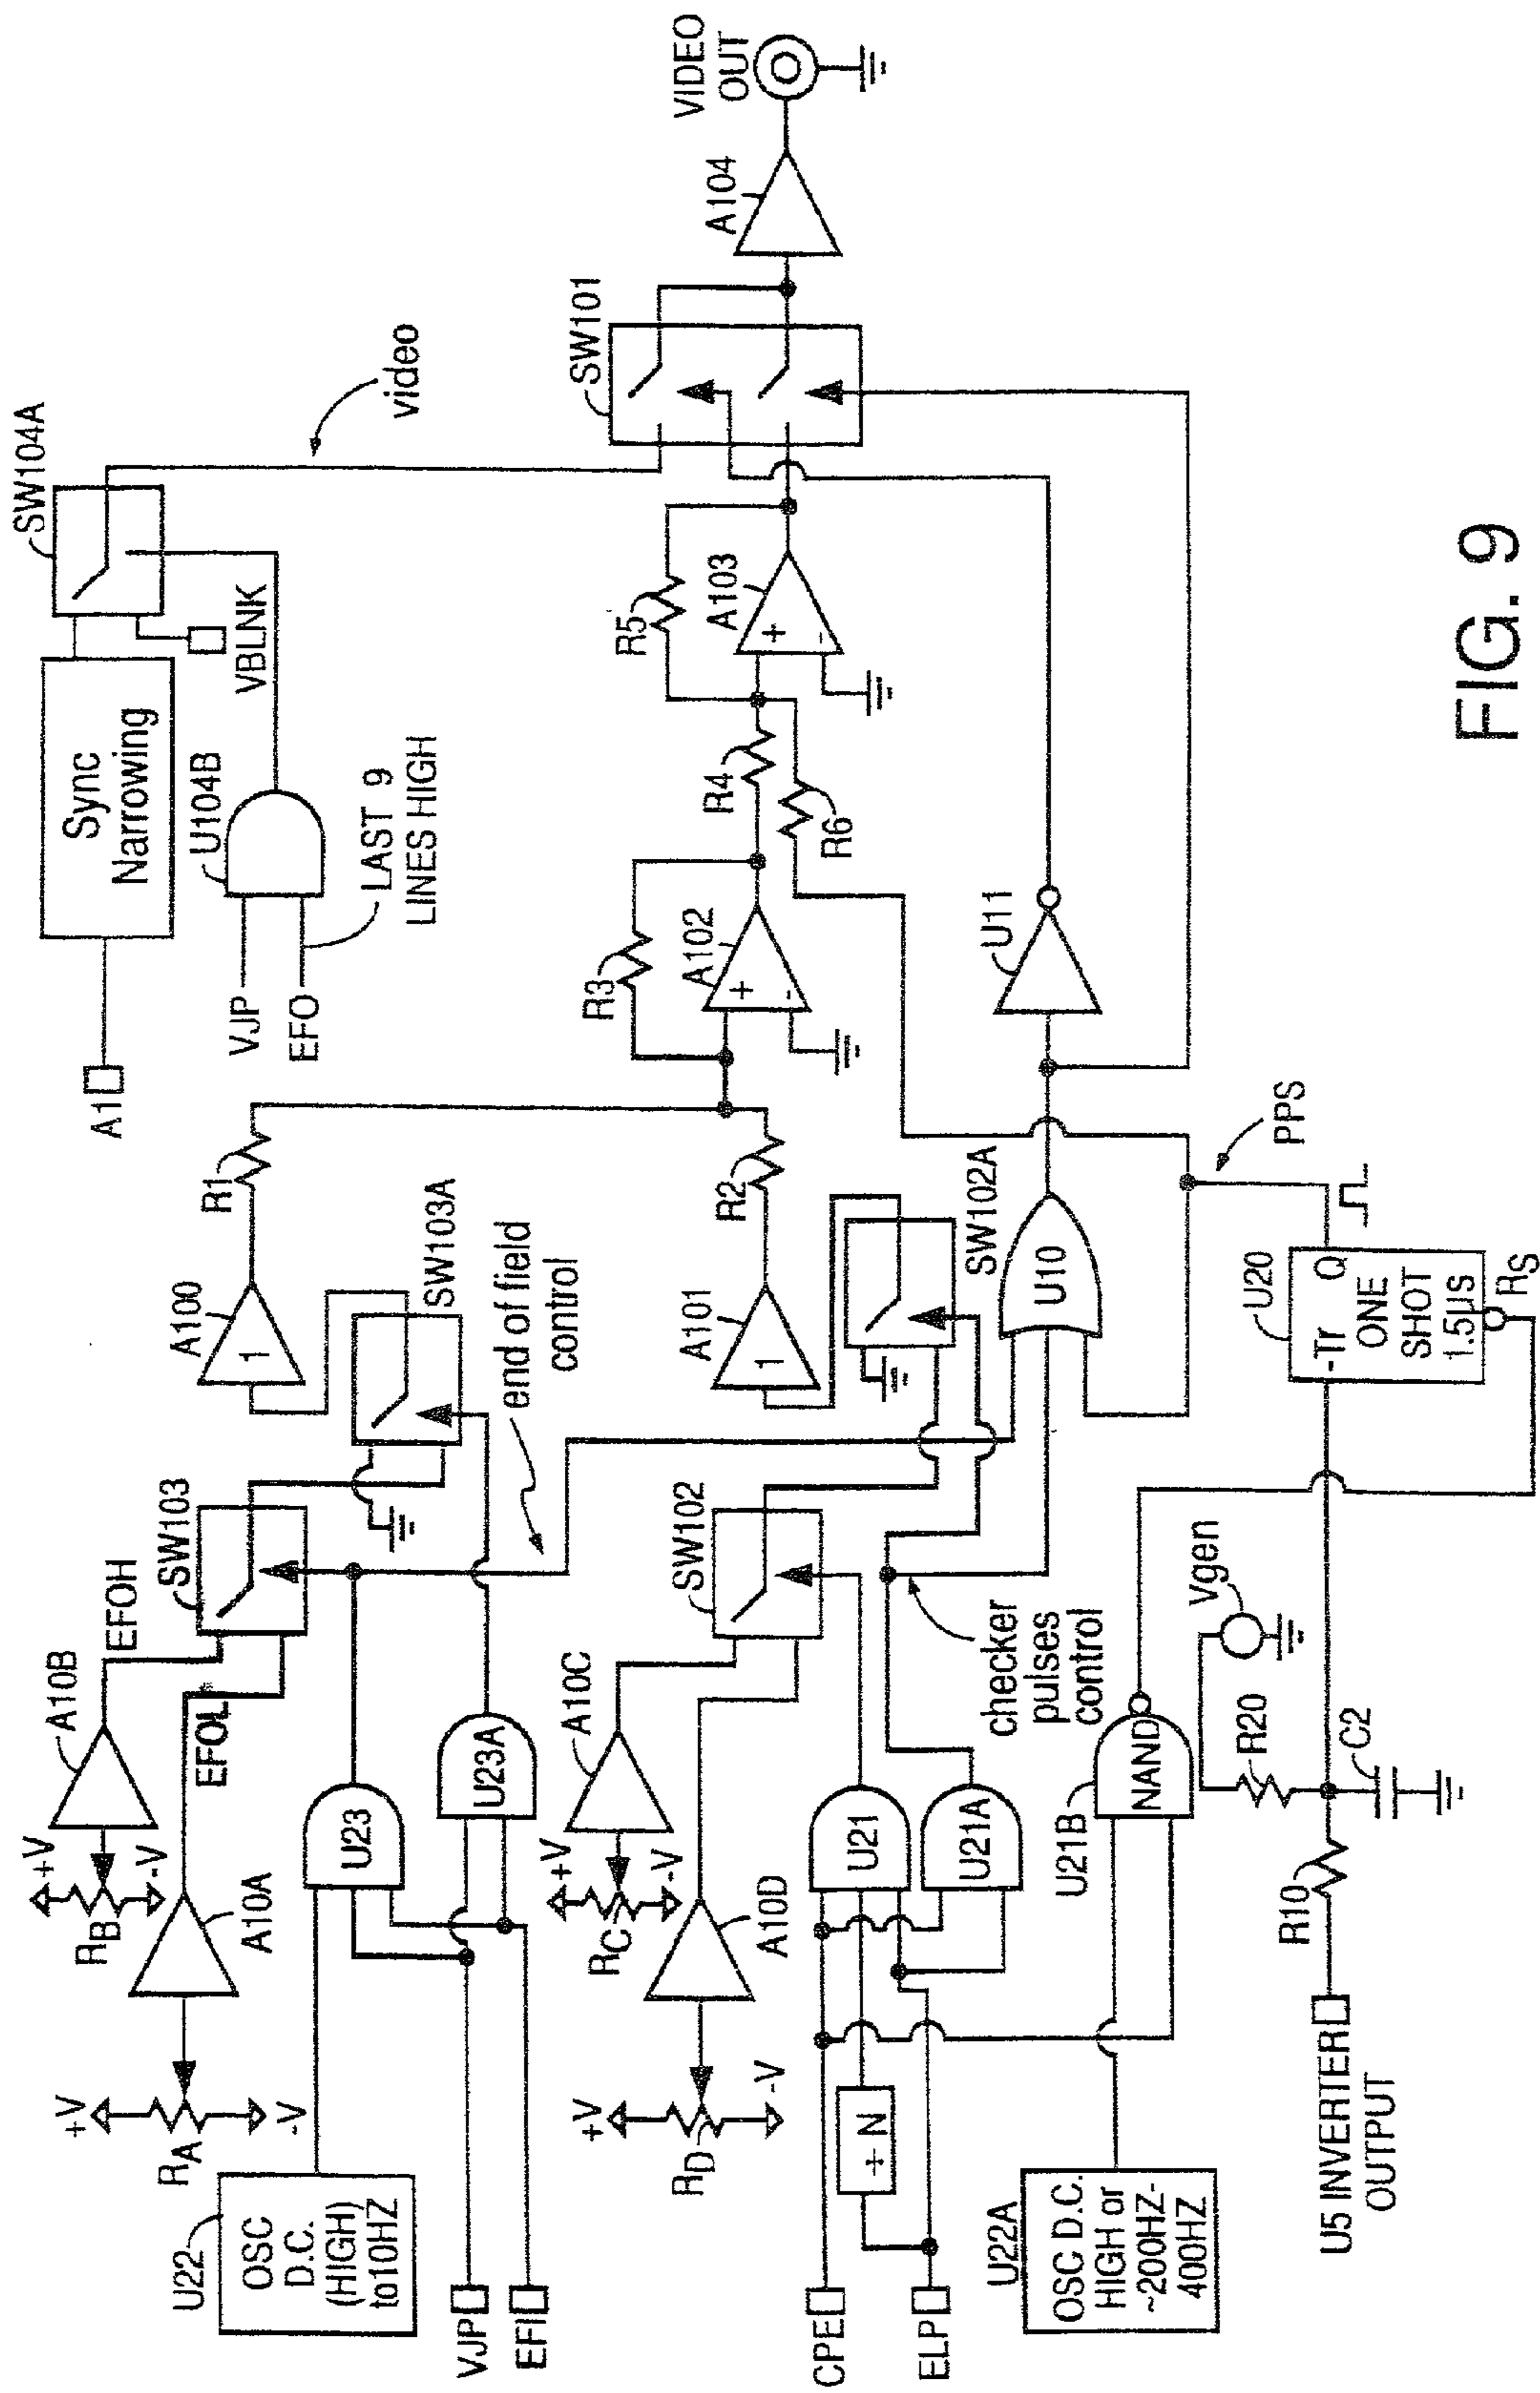 A1
Sync
Narrowing
SW104A
VBLNK
video
VJP
EFO
U104B
LAST 9
LINES HIGH
+V
RB
-V
A10B
EFOH
+V
RA
-V
A10A
EFOL
SW103
SW103A
A100
1
R1
U22
OSC
D.C.
(HIGH)
to10HZ
U23
U23A
VJP
EFI
end of field
control
R3
A102
+
-
R4
R5
R6
A103
+
-
SW101
A104
VIDEO
OUT
+V
RC
-V
A10C
+V
RD
-V
A10D
SW102
SW102A
A101
1
R2
CPE
÷ N
ELP
U21
U21A
checker
pulses
control
U10
U11
U22A
OSC D.C.
HIGH or
~200HZ-
400HZ
U21B
NAND
Vgen
R20
C2
R10
U5 INVERTER
OUTPUT
U20
-Tr Q
ONE
SHOT
1.5µs
RS
PPS
FIG. 9